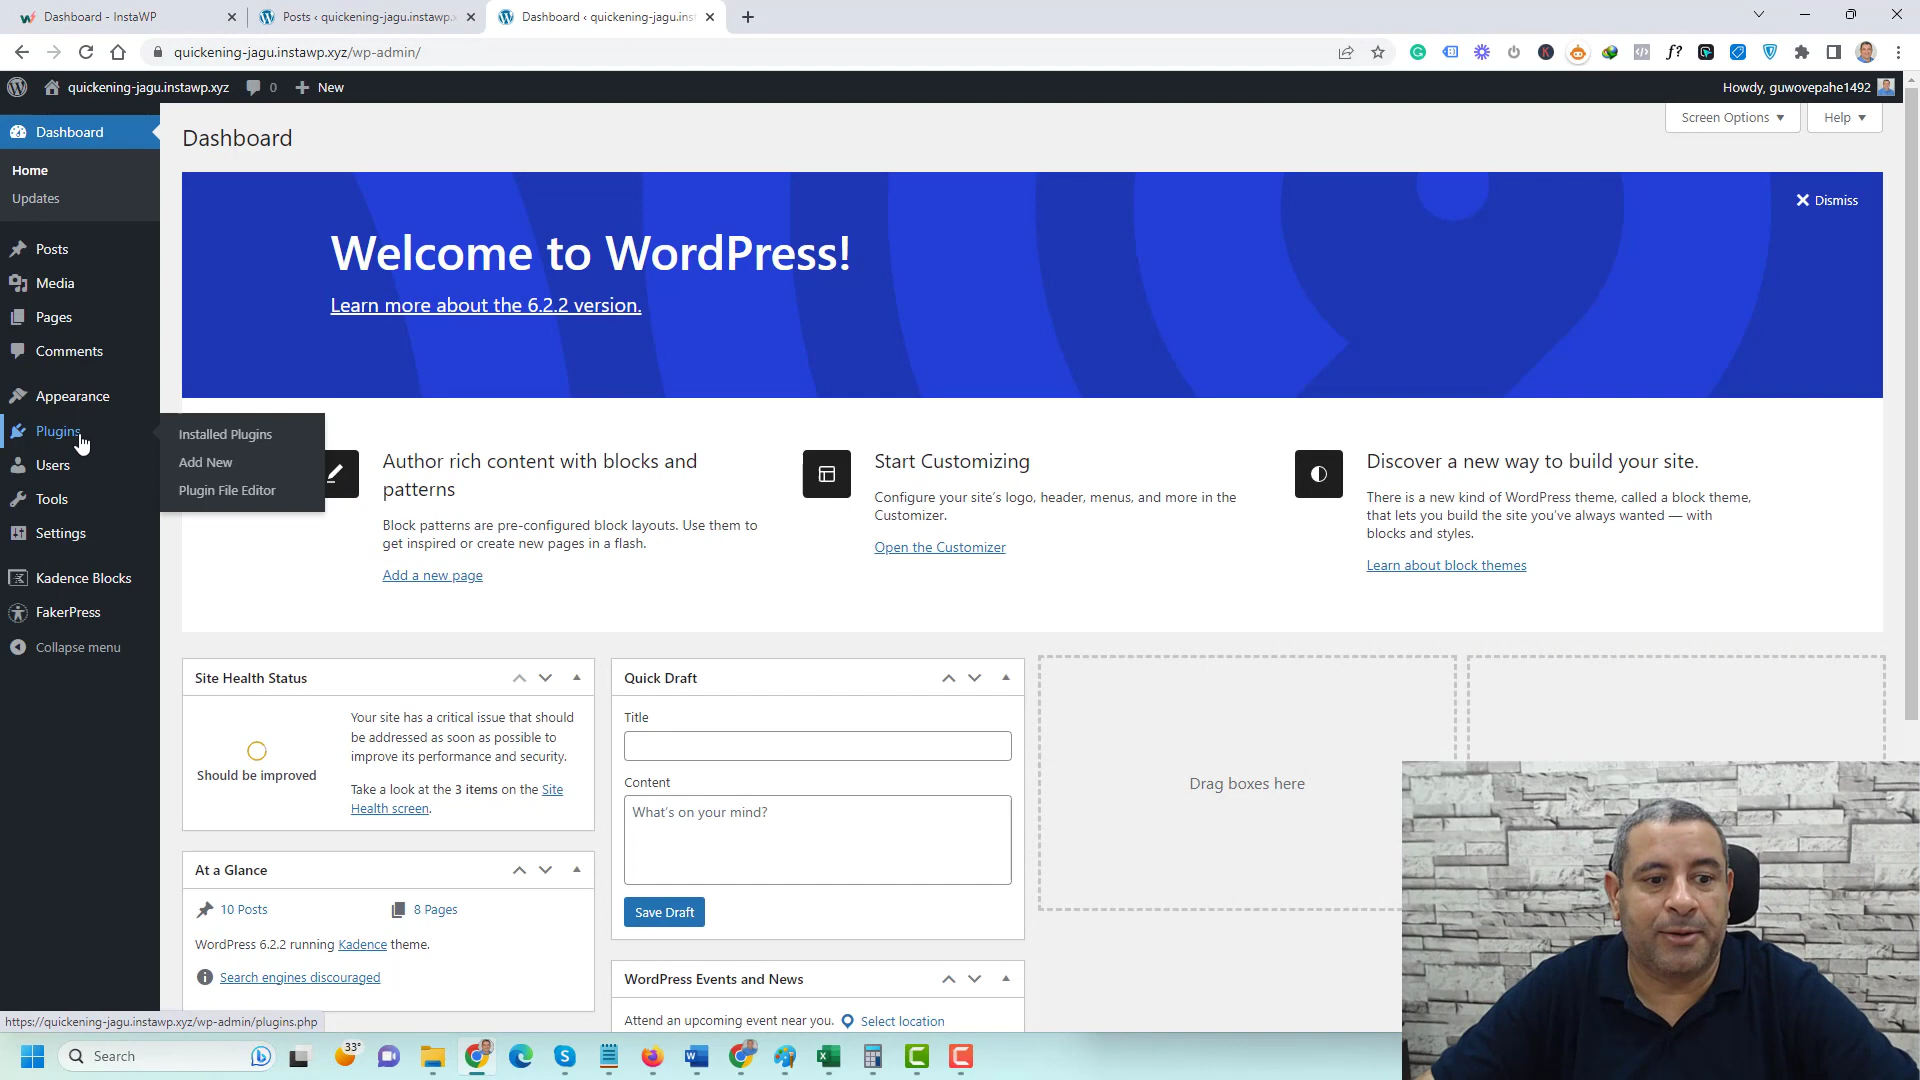 Dashboard - InstaWP
Posts ‹ quickening-jagu.instawp.x
Dashboard ‹ quickening-jagu.inst
quickening-jagu.instawp.xyz/wp-admin/
quickening-jagu.instawp.xyz
0
New
Howdy, guwovepahe1492
Dashboard
Home
Updates
Posts
Media
Pages
Comments
Appearance
Plugins
Installed Plugins
Add New
Plugin File Editor
Users
Tools
Settings
Kadence Blocks
FakerPress
Collapse menu
Dashboard
Screen Options
Help
Dismiss
Welcome to WordPress!
Learn more about the 6.2.2 version.
Author rich content with blocks and
patterns
Block patterns are pre-configured block layouts. Use them to
get inspired or create new pages in a flash.
Add a new page
Start Customizing
Configure your site's logo, header, menus, and more in the
Customizer.
Open the Customizer
Discover a new way to build your site.
There is a new kind of WordPress theme, called a block theme,
that lets you build the site you've always wanted — with
blocks and styles.
Learn about block themes
Site Health Status
Should be improved
Your site has a critical issue that should
be addressed as soon as possible to
improve its performance and security.
Take a look at the 3 items on the Site
Health screen.
At a Glance
10 Posts
8 Pages
WordPress 6.2.2 running Kadence theme.
Search engines discouraged
Quick Draft
Title
Content
What's on your mind?
Save Draft
WordPress Events and News
Attend an upcoming event near you.
Select location
Drag boxes here
https://quickening-jagu.instawp.xyz/wp-admin/plugins.php
Search
33°